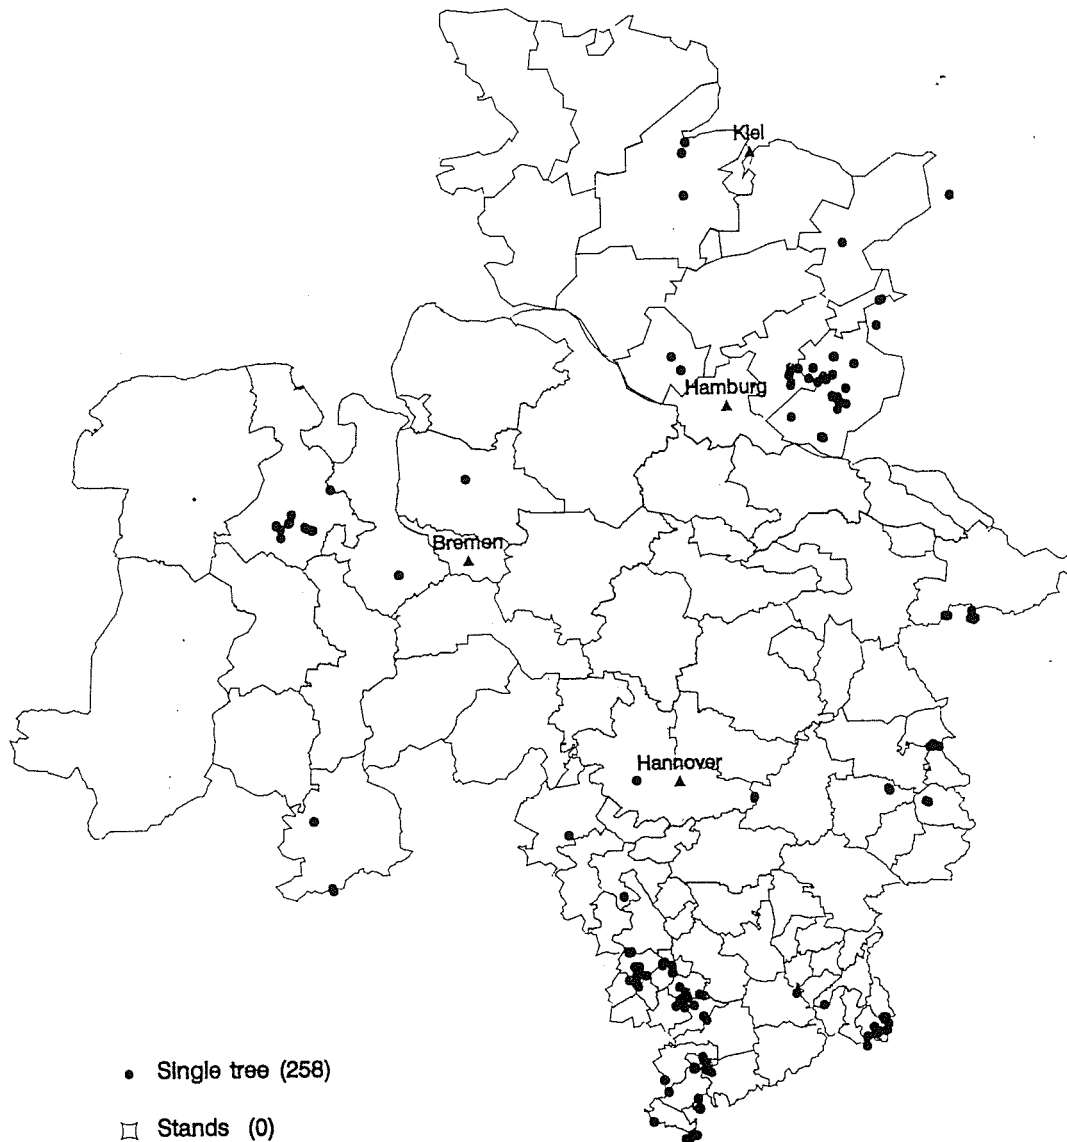 Kiel
Hamburg
Bremen
Hannover
Single tree (258)
Stands (0)